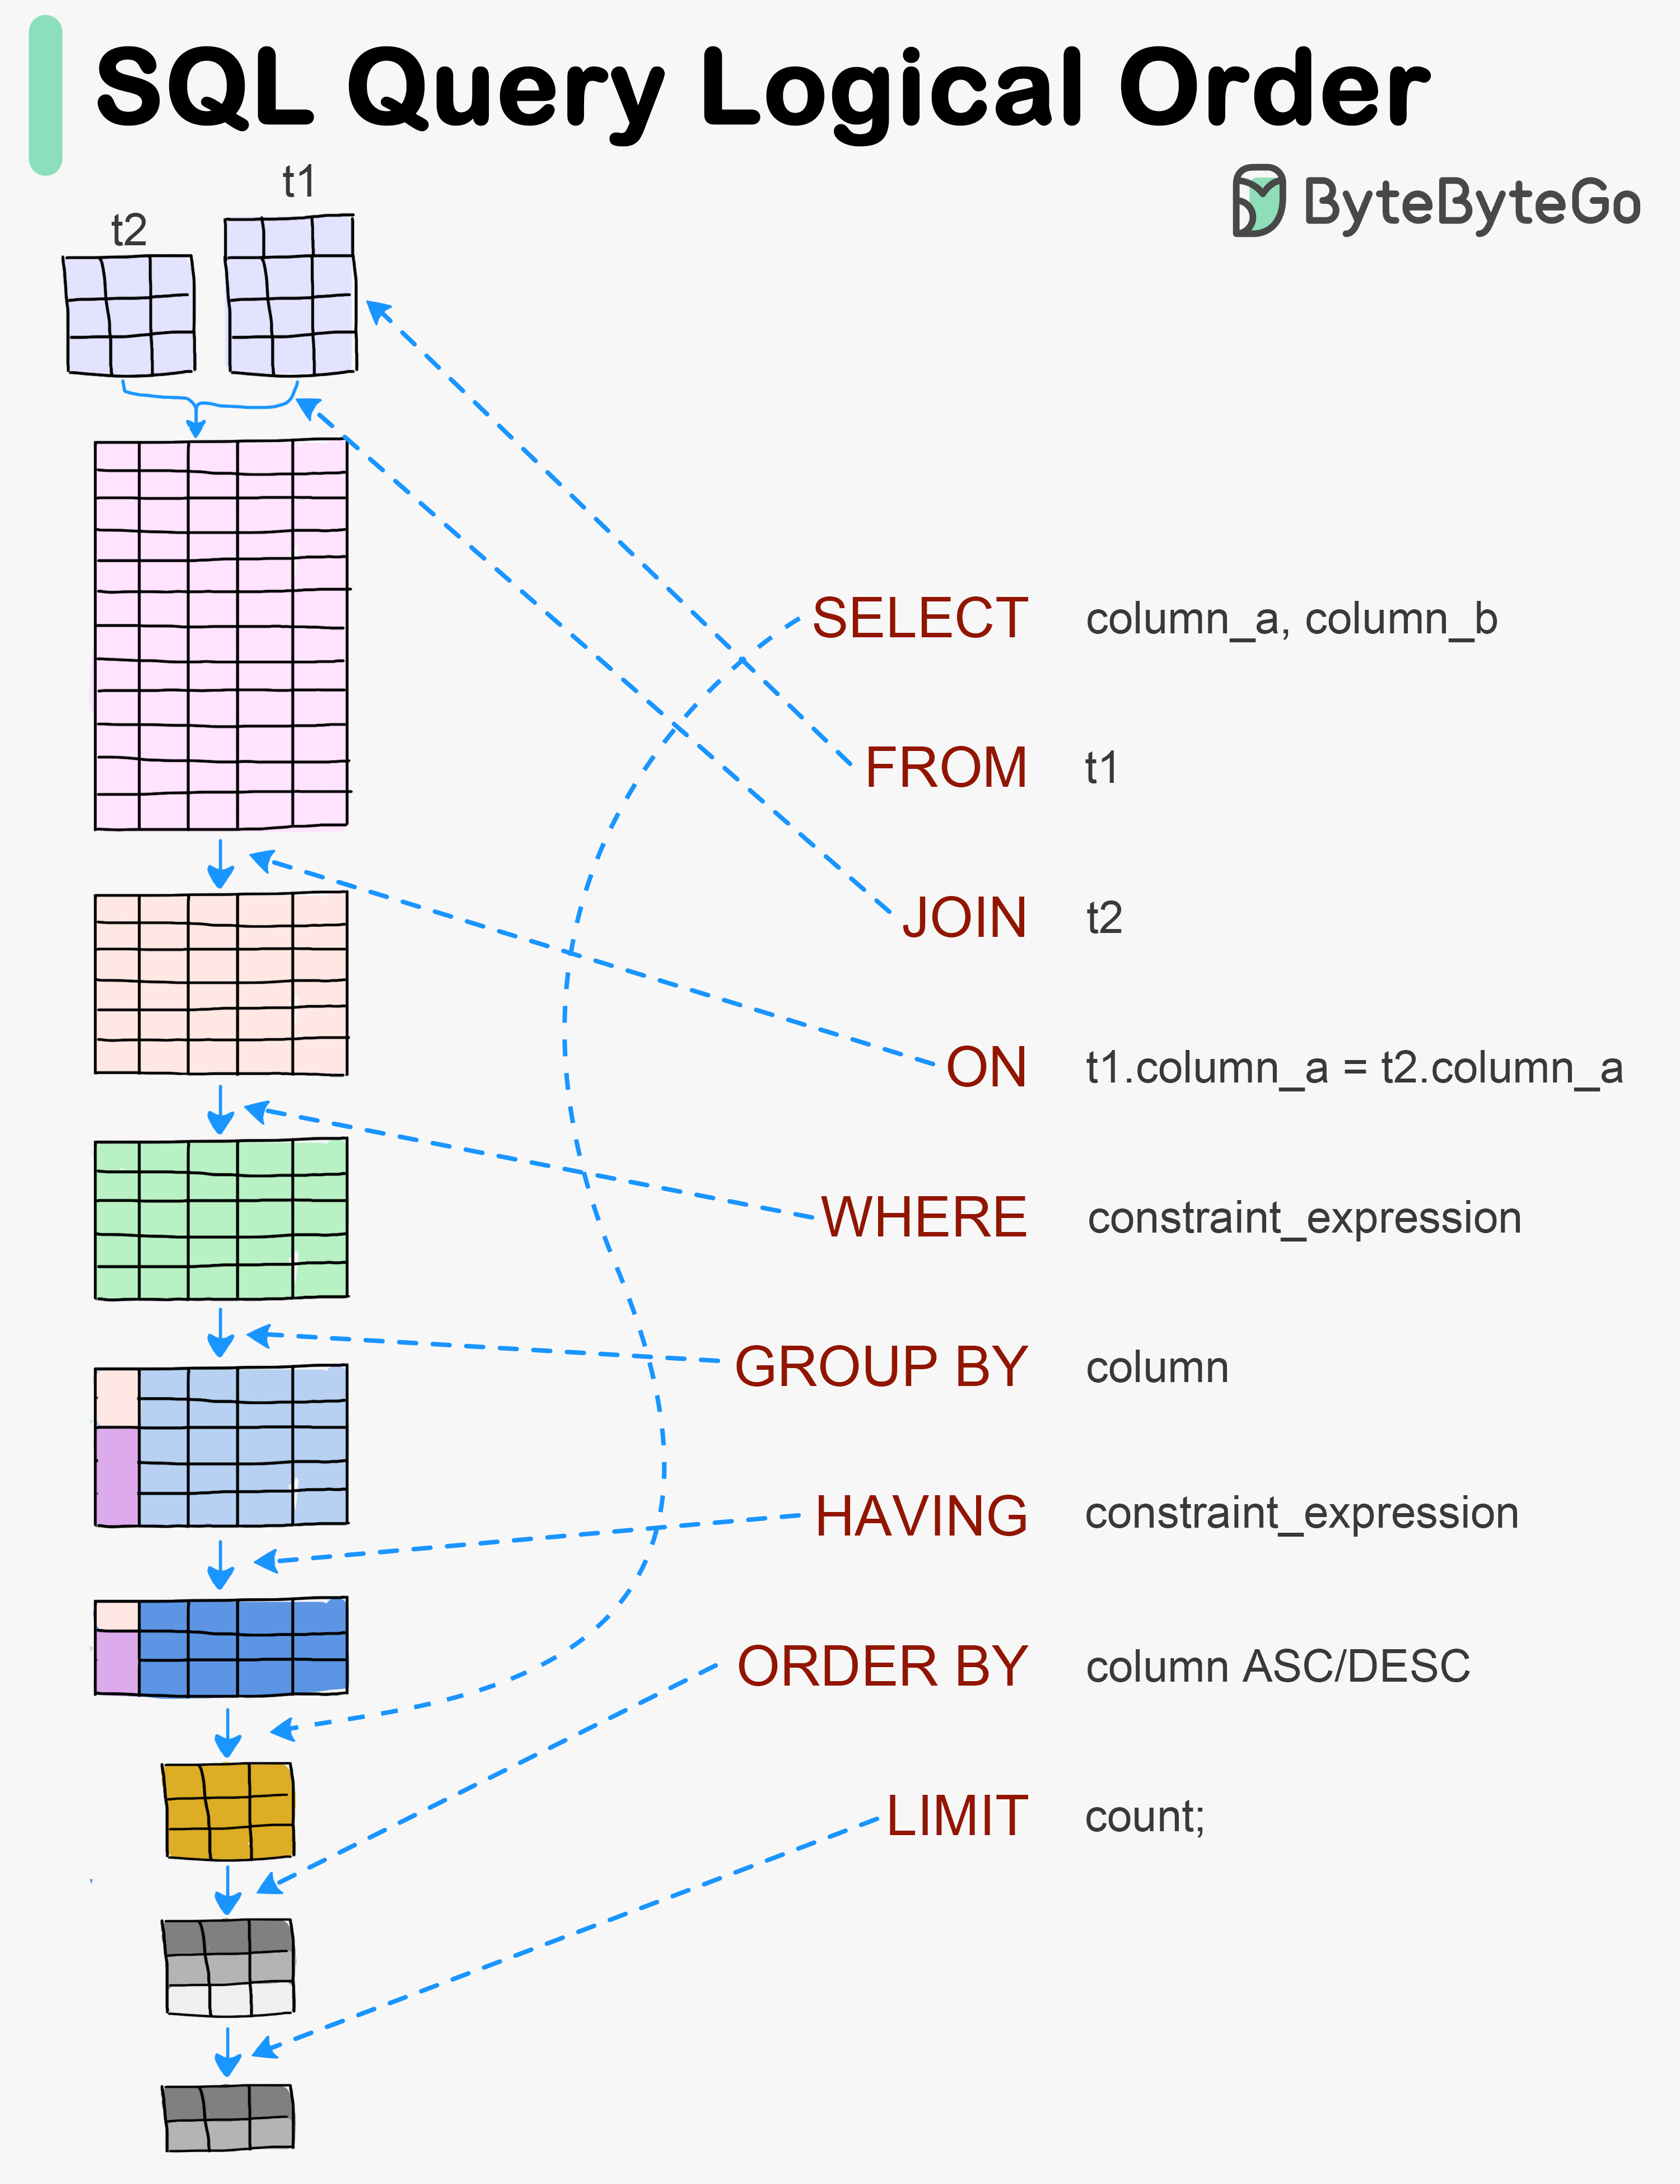 SQL Query Logical Order
ByteByteGo
t1
t2
SELECT column_a, column_b
FROM t1
JOIN t2
ON t1.column_a = t2.column_a
WHERE constraint_expression
GROUP BY column
HAVING constraint_expression
ORDER BY column ASC/DESC
LIMIT count;